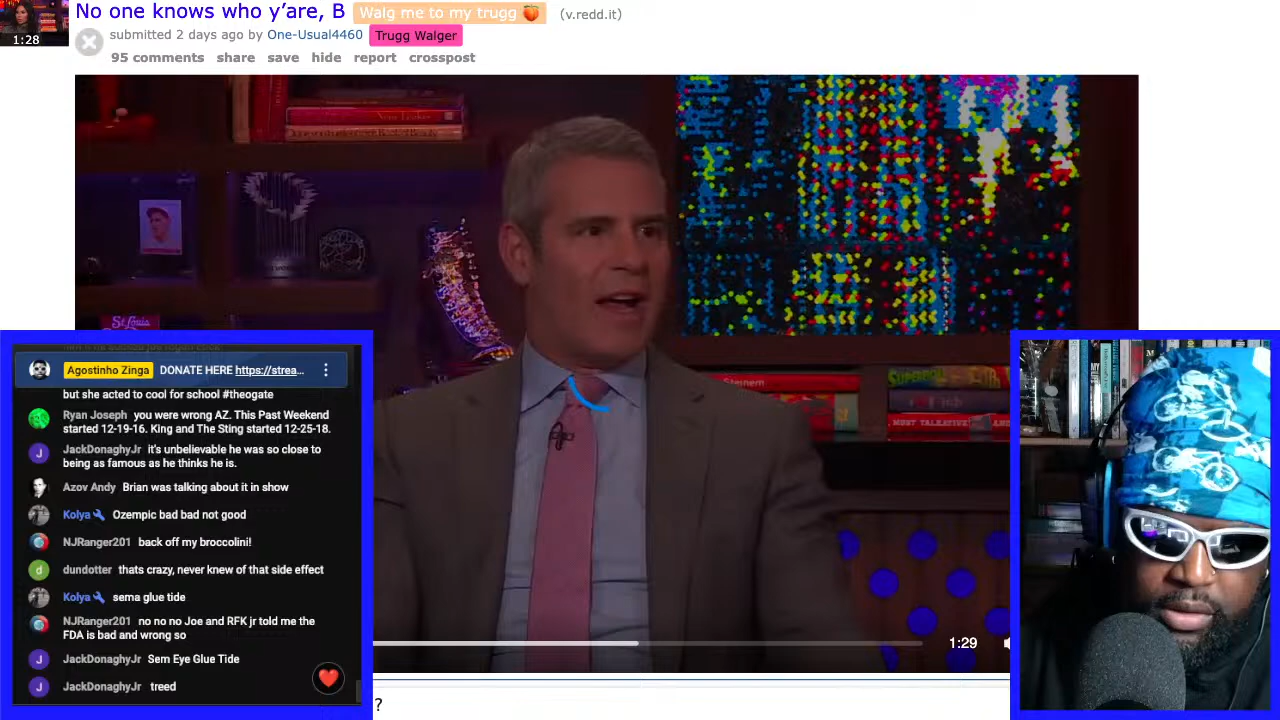 No one knows who y'are, B Walg me to my trugg 🍑 (v.redd.it)
1:28
submitted 2 days ago by One-Usual4460 Trugg Walger
95 comments share save hide report crosspost
St Louis
Agostinho Zinga DONATE HERE https://strea...
but she acted to cool for school #theogate
Ryan Joseph you were wrong AZ. This Past Weekend
started 12-19-16. King and The Sting started 12-25-18.
JackDonaghyJr it's unbelievable he was so close to
being as famous as he thinks he is.
Azov Andy Brian was talking about it in show
Kolya Ozempic bad bad not good
NJRanger201 back off my broccolini!
dundotter thats crazy, never knew of that side effect
Kolya sema glue tide
NJRanger201 no no no Joe and RFK jr told me the
FDA is bad and wrong so
JackDonaghyJr Sem Eye Glue Tide
JackDonaghyJr treed
MOST TALKATIVE
1:29
?